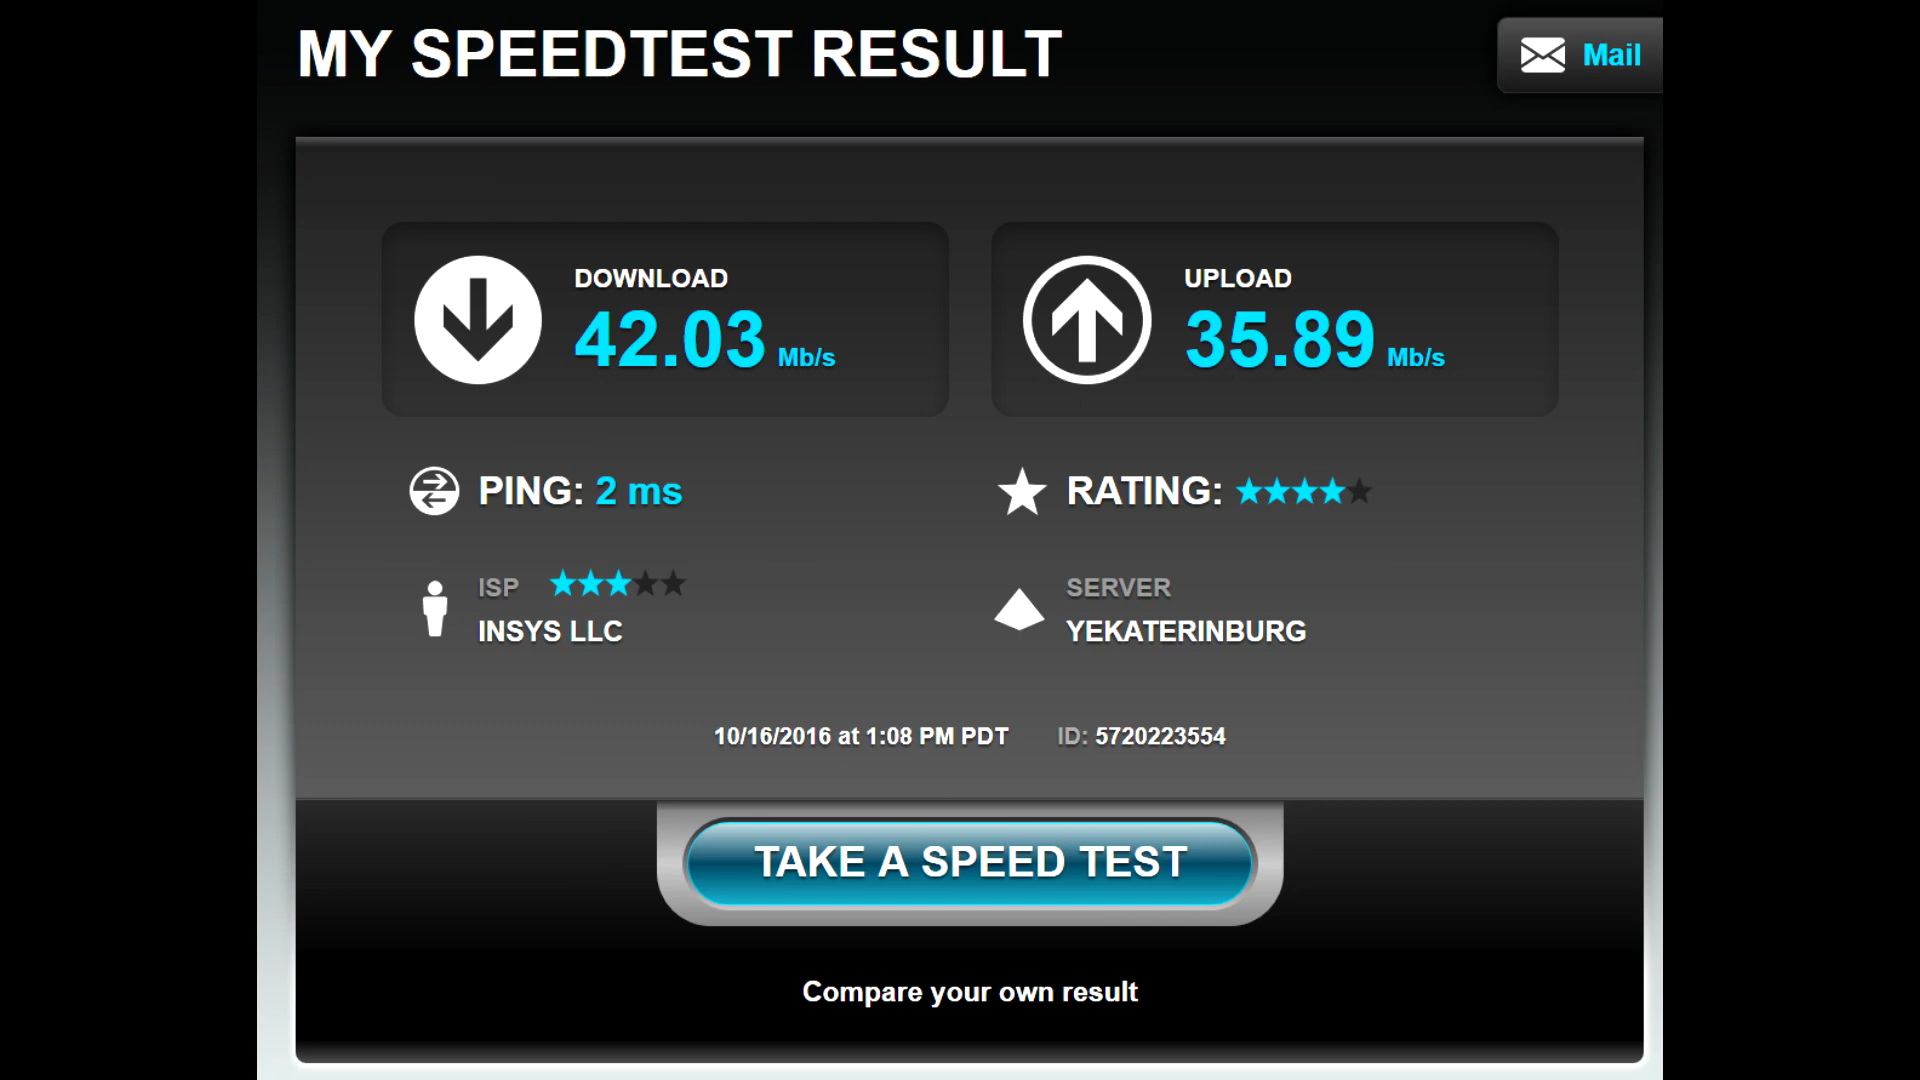 MY SPEEDTEST RESULT
Mail
DOWNLOAD
42.03 Mb/s
UPLOAD
35.89 Mb/s
PING: 2 ms
RATING:
ISP
INSYS LLC
SERVER
YEKATERINBURG
10/16/2016 at 1:08 PM PDT ID: 5720223554
TAKE A SPEED TEST
Compare your own result